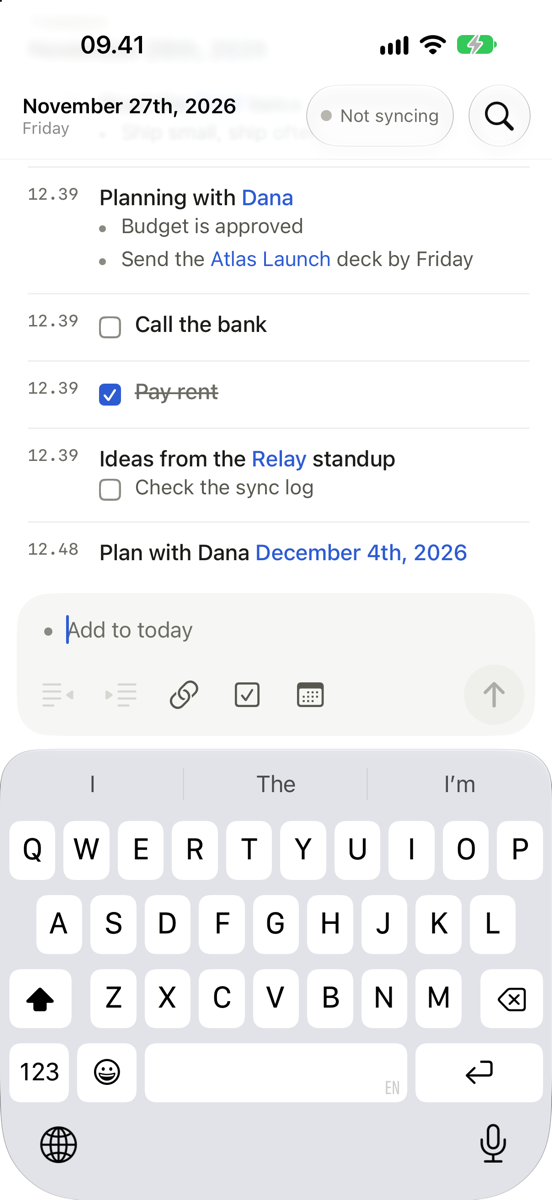 09.41
November 27th, 2026
Friday
Not syncing
12.39 Planning with Dana
Budget is approved
Send the Atlas Launch deck by Friday
12.39 Call the bank
12.39 Pay rent
12.39 Ideas from the Relay standup
Check the sync log
12.48 Plan with Dana December 4th, 2026
Add to today
I The I'm
Q W E R T Y U I O P
A S D F G H J K L
Z X C V B N M
123 EN